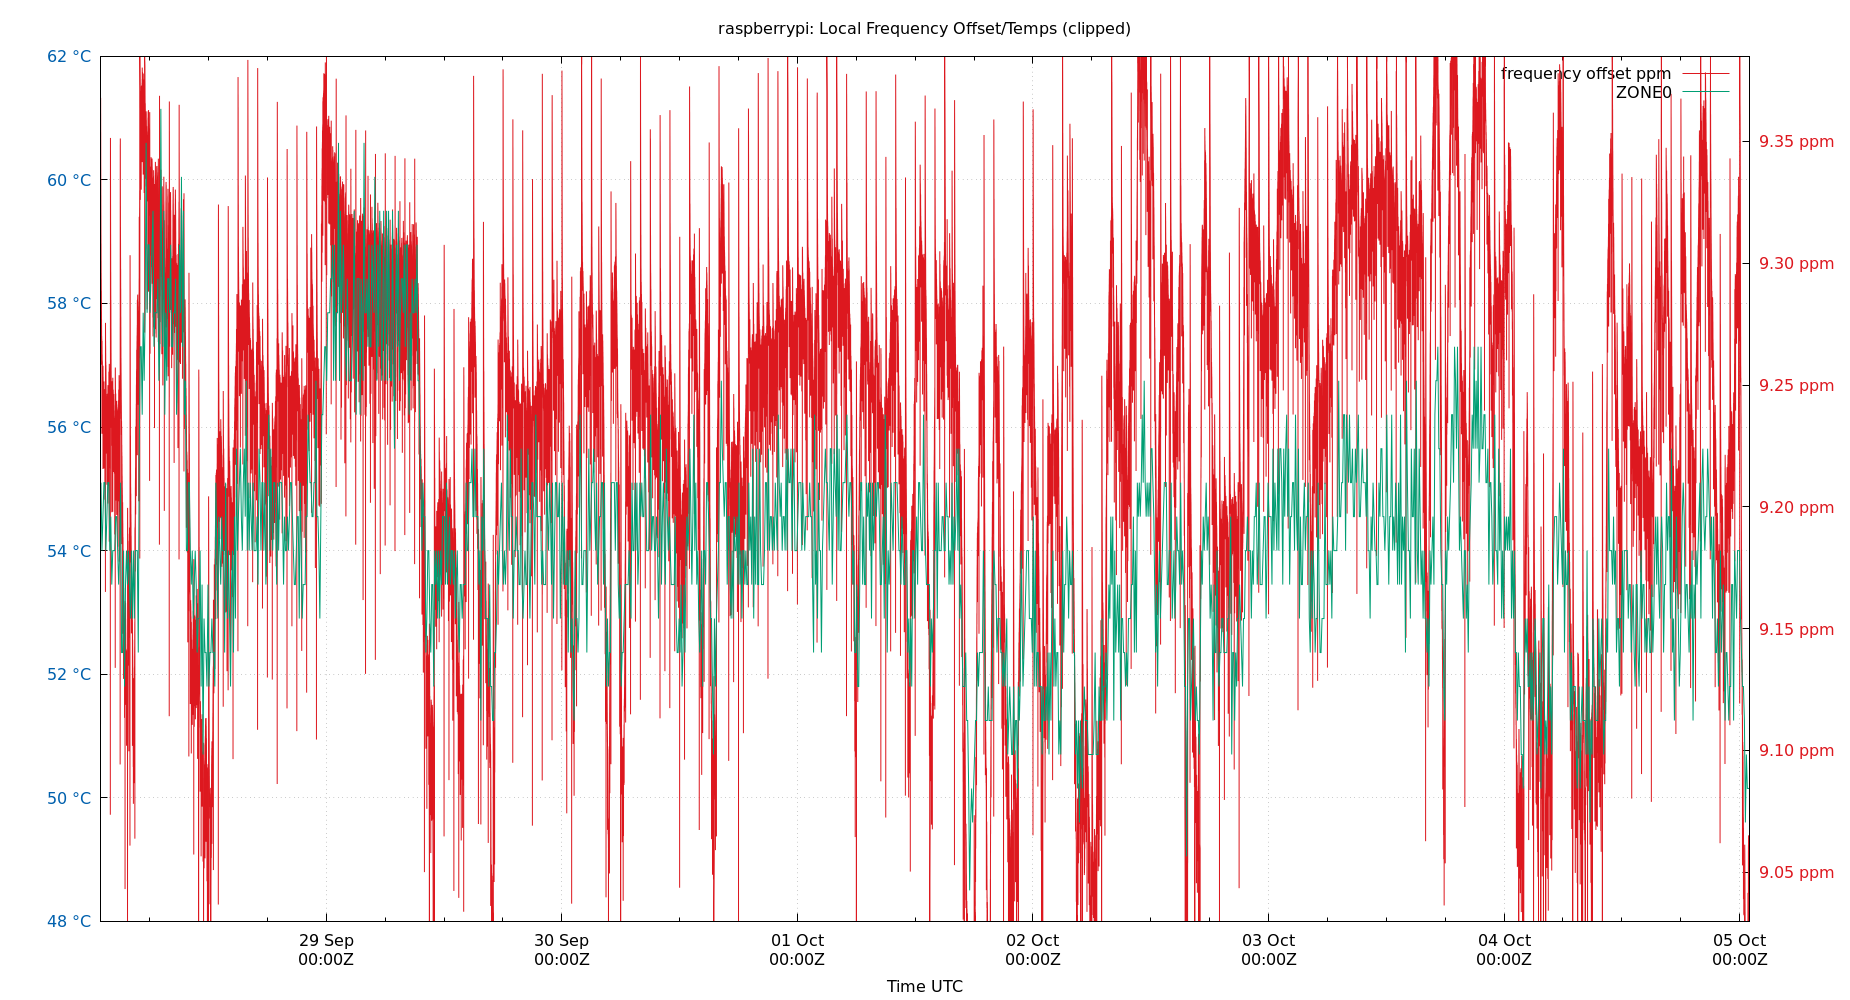 raspberrypi: Local Frequency Offset/Temps (clipped)
62 °C
60 °C
58 °C
56 °C
54 °C
52 °C
50 °C
48 °C
frequency offset ppm
ZONE0
9.35 ppm
9.30 ppm
9.25 ppm
9.20 ppm
9.15 ppm
9.10 ppm
9.05 ppm
29 Sep 30 Sep 01 Oct 02 Oct 03 Oct 04 Oct 05 Oct
00:00Z 00:00Z 00:00Z 00:00Z 00:00Z 00:00Z 00:00Z
Time UTC